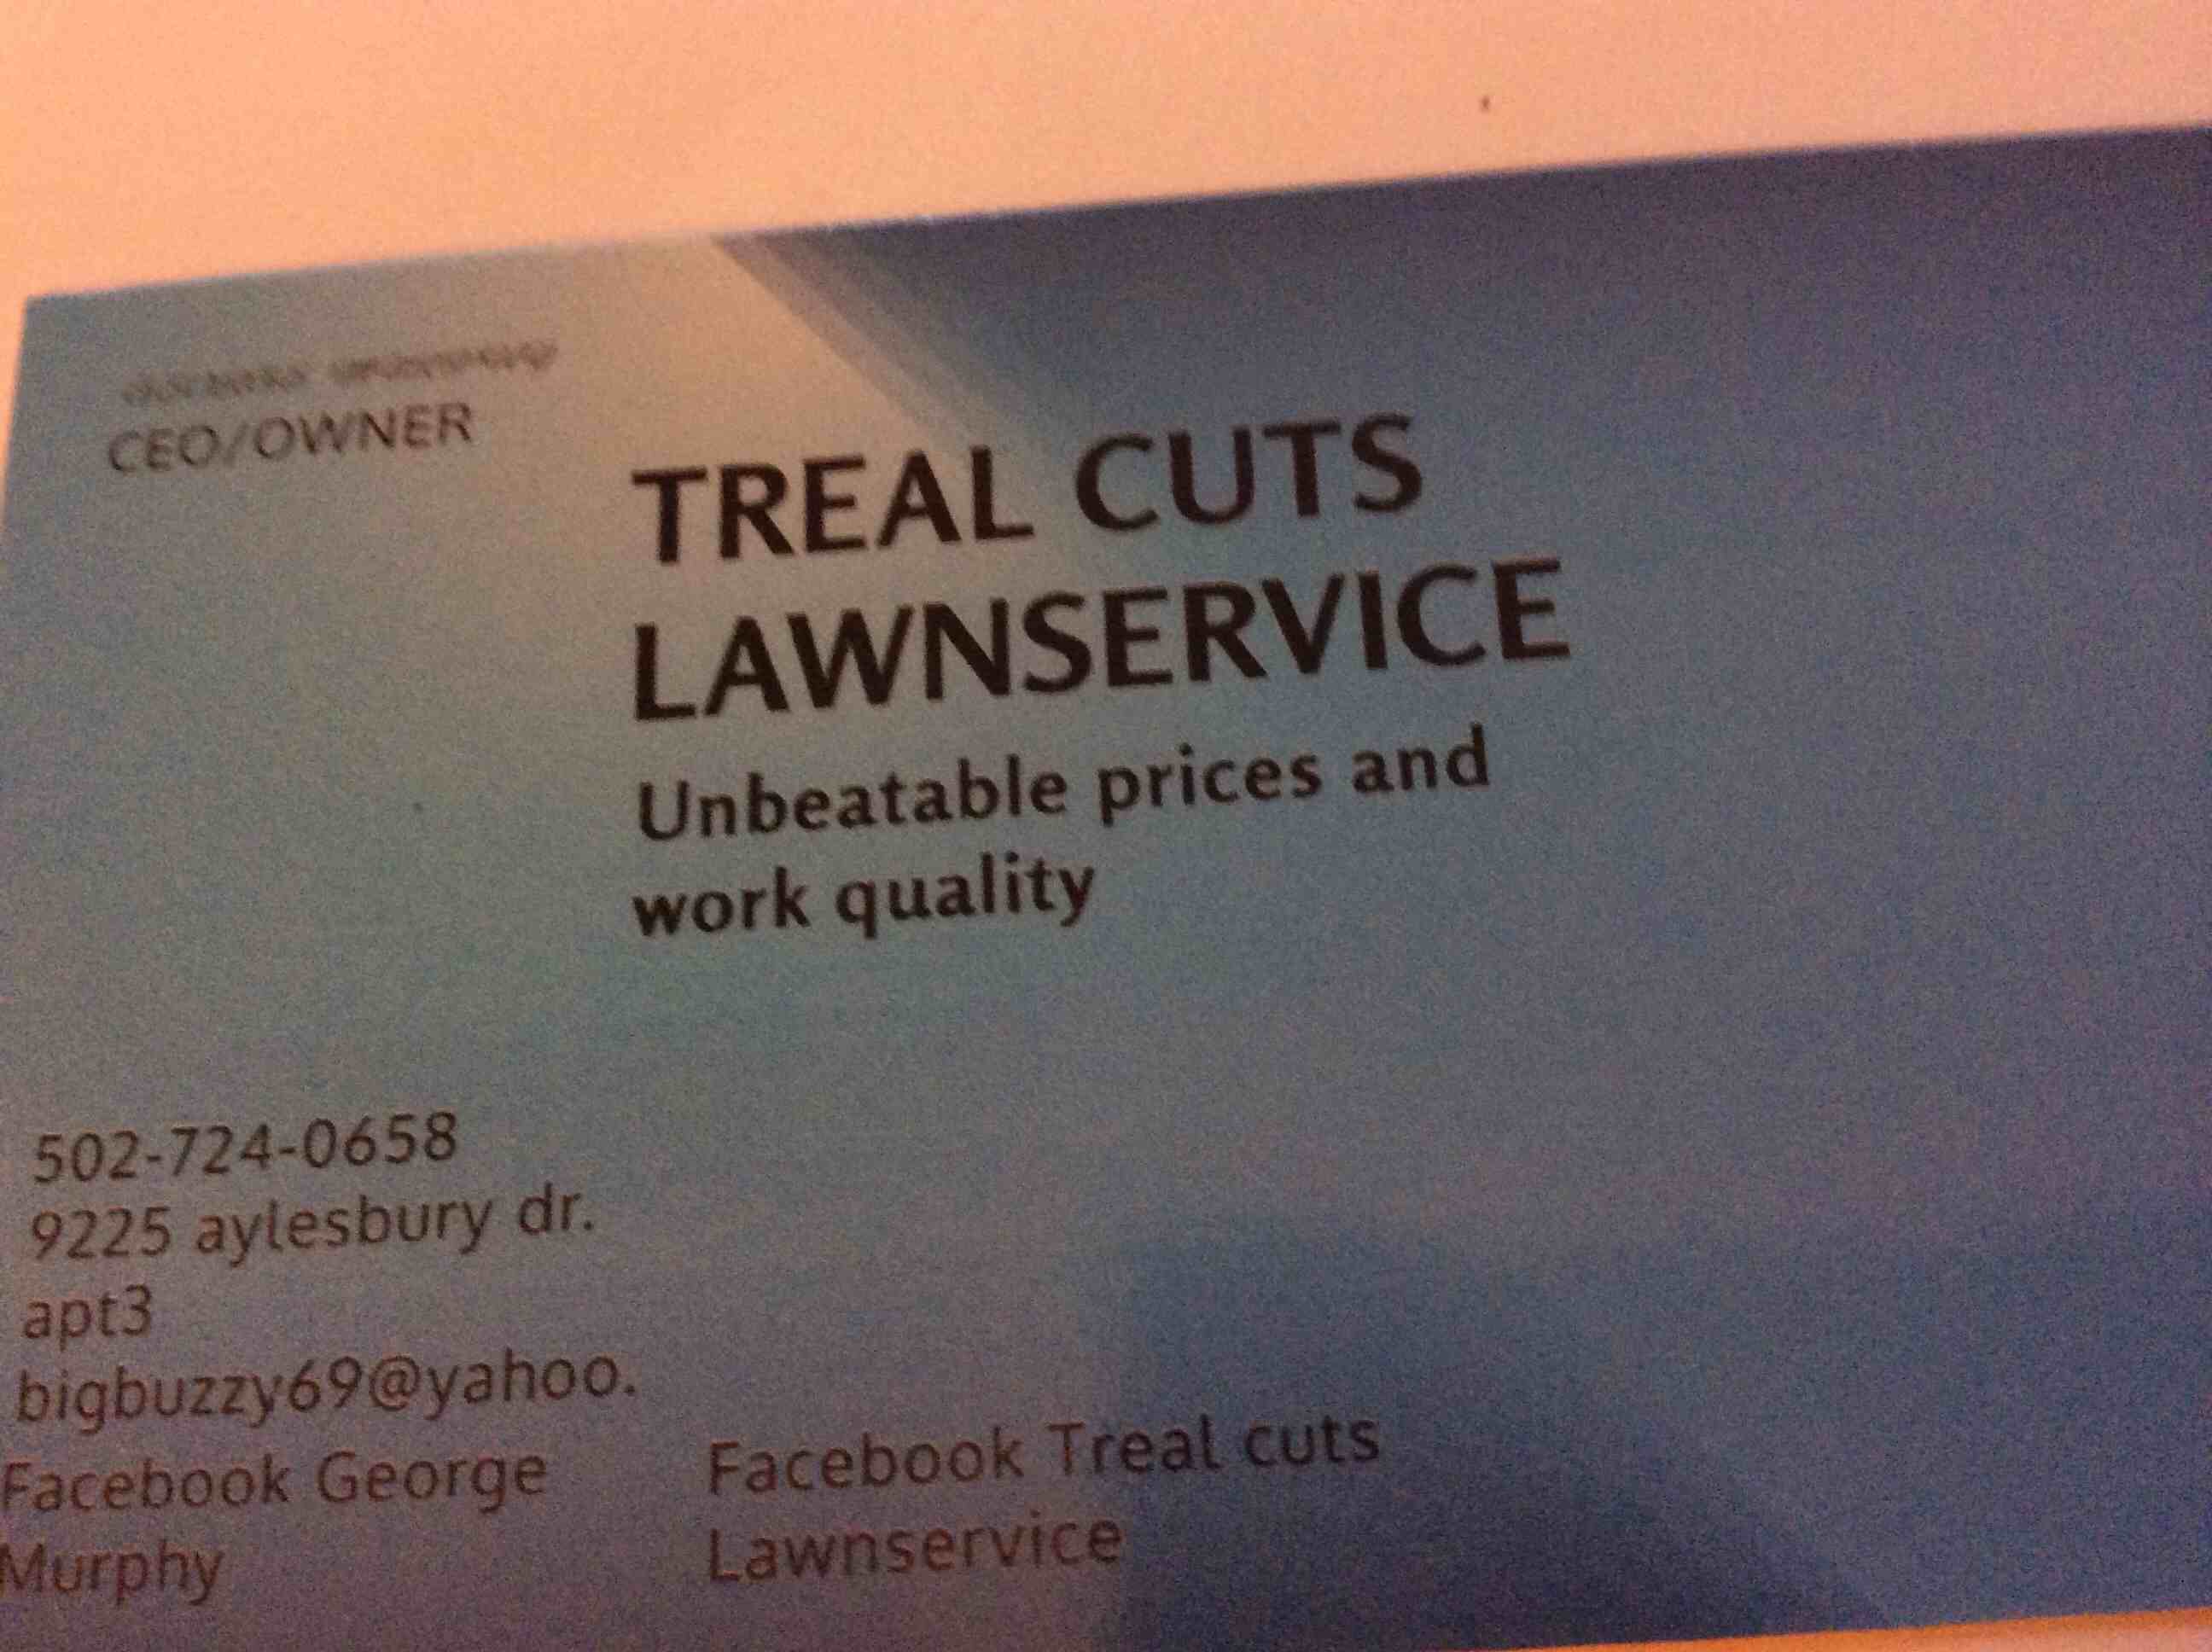 CEO/OWNER
TREAL CUTS
LAWNSERVICE
Unbeatable prices and
work quality
502-724-0658
9225 aylesbury dr.
apt3
bigbuzzy69@yahoo.
Facebook George
Murphy
Facebook Treal cuts
Lawnservice